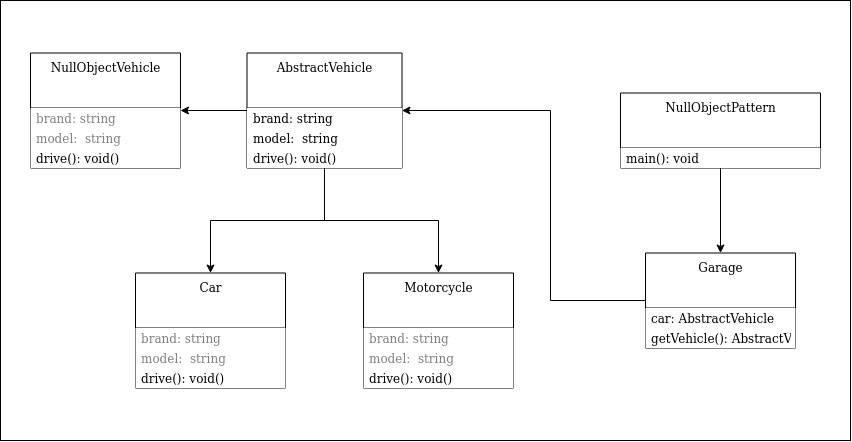 NullObjectVehicle
brand: string
model: string
drive(): void()
AbstractVehicle
brand: string
model: string
drive(): void()
NullObjectPattern
main(): void
Car
brand: string
model: string
drive(): void()
Motorcycle
brand: string
model: string
drive(): void()
Garage
car: AbstractVehicle
getVehicle(): AbstractV